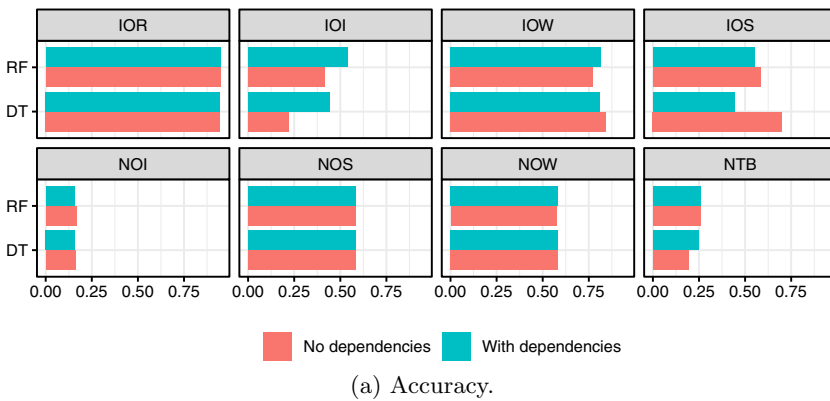 IOR IOI IOW IOS
RF
DT
NOI NOS NOW NTB
RF
DT
0.00 0.25 0.50 0.75 0.00 0.25 0.50 0.75 0.00 0.25 0.50 0.75 0.00 0.25 0.50 0.75
No dependencies With dependencies
(a) Accuracy.